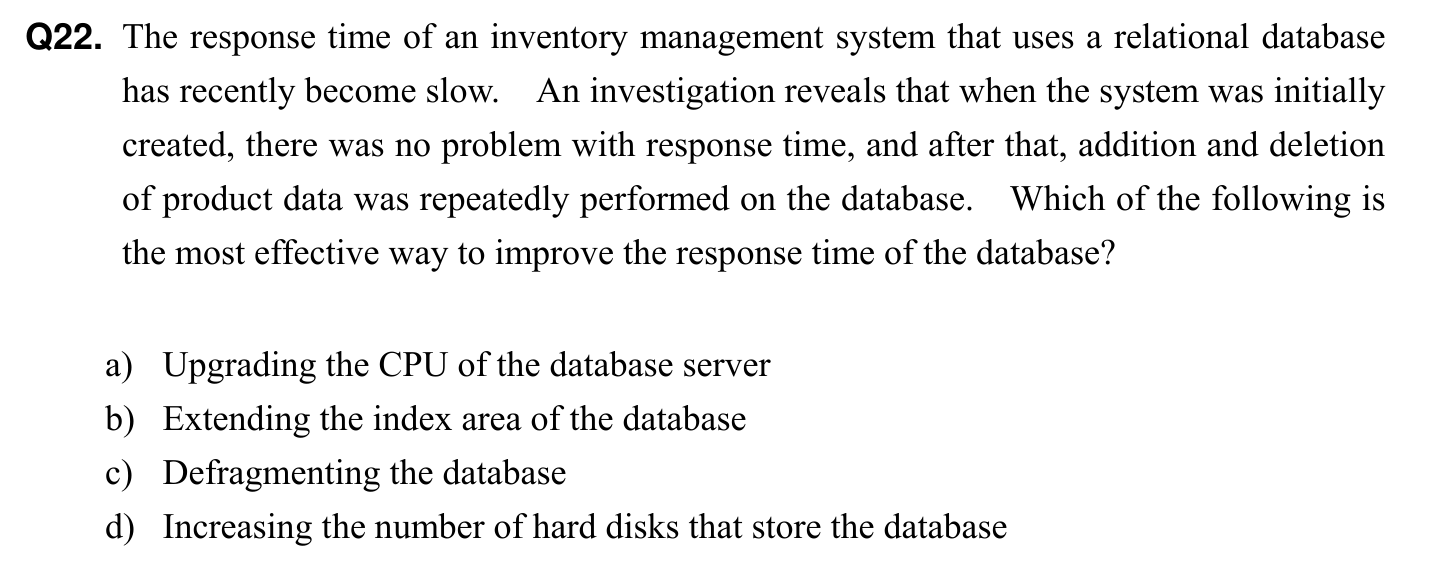 Q22. The response time of an inventory management system that uses a relational database
has recently become slow. An investigation reveals that when the system was initially
created, there was no problem with response time, and after that, addition and deletion
of product data was repeatedly performed on the database. Which of the following is
the most effective way to improve the response time of the database?
a) Upgrading the CPU of the database server
b) Extending the index area of the database
c) Defragmenting the database
d) Increasing the number of hard disks that store the database